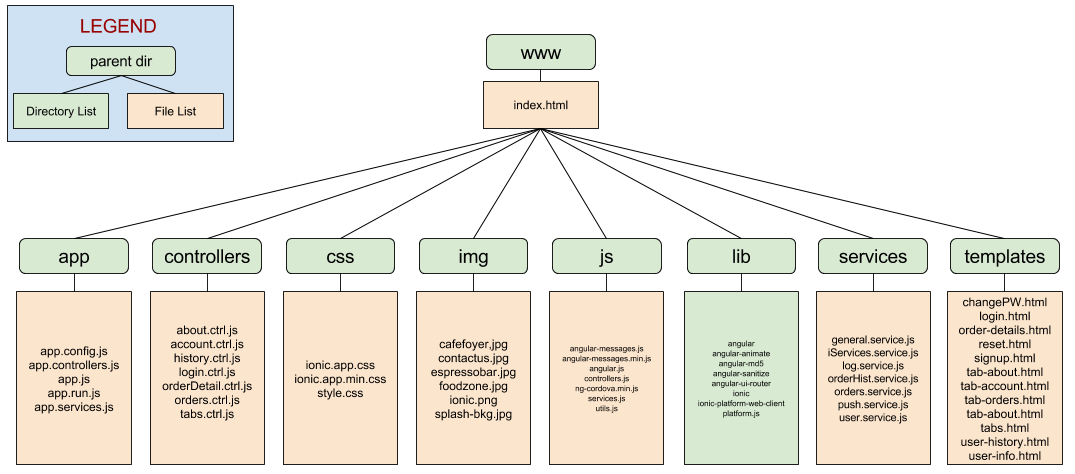 LEGEND
parent dir
Directory List
File List
www
index.html
app
controllers
css
img
js
lib
services
templates
app.config.js
app.controllers.js
app.js
app.run.js
app.services.js
about.ctrl.js
account.ctrl.js
history.ctrl.js
login.ctrl.js
orderDetail.ctrl.js
orders.ctrl.js
tabs.ctrl.js
ionic.app.css
ionic.app.min.css
style.css
cafefoyer.jpg
contactus.jpg
espressobar.jpg
foodzone.jpg
ionic.png
splash-bkg.jpg
angular-messages.js
angular-messages.min.js
angular.js
controllers.js
ng-cordova.min.js
services.js
utils.js
angular
angular-animate
angular-md5
angular-sanitize
angular-ui-router
ionic
ionic-platform-web-client
platform.js
general.service.js
iServices.service.js
log.service.js
orderHist.service.js
orders.service.js
push.service.js
user.service.js
changePW.html
login.html
order-details.html
reset.html
signup.html
tab-about.html
tab-account.html
tab-orders.html
tab-about.html
tabs.html
user-history.html
user-info.html